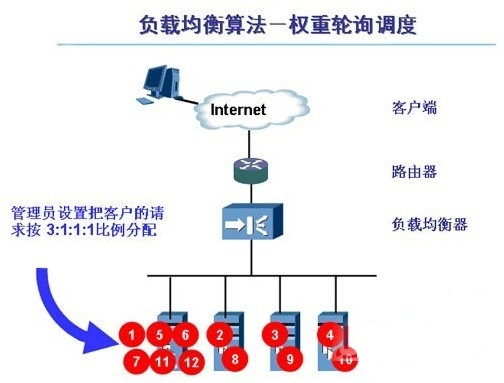 负载均衡算法－权重轮询调度
Internet
客户端
路由器
管理员设置把客户的请
求按 3:1:1:1比例分配
负载均衡器
1 5 6 2 3 4
7 11 12 8 9 10